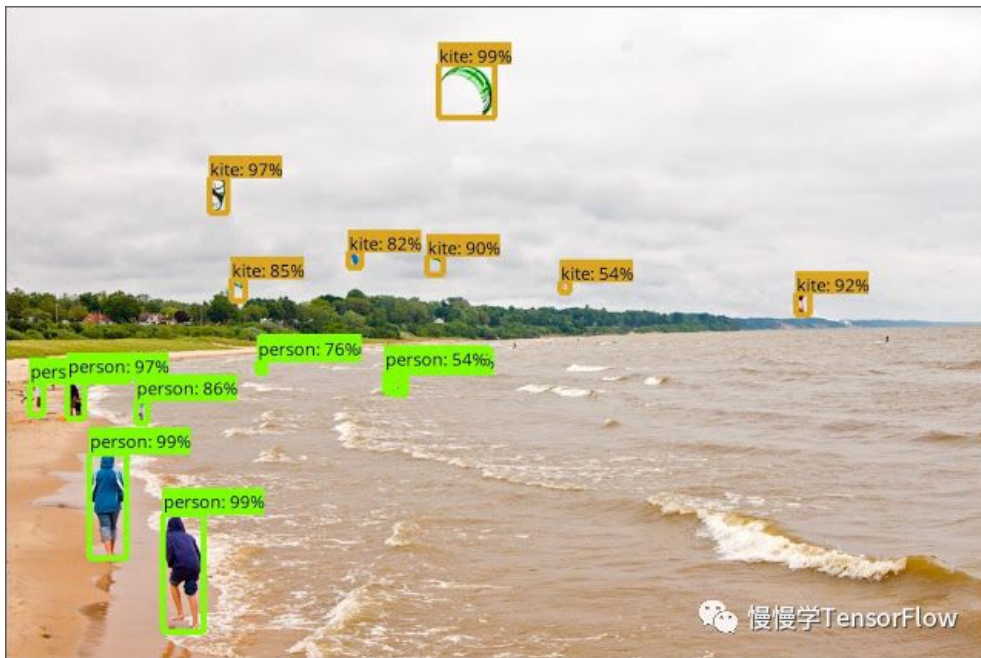 kite: 99%
kite: 97%
kite: 82%
kite: 90%
kite: 85%
kite: 54%
kite: 92%
person: 76%
person: 54%
pers
person: 97%
person: 86%
person: 99%
person: 99%
慢慢学TensorFlow